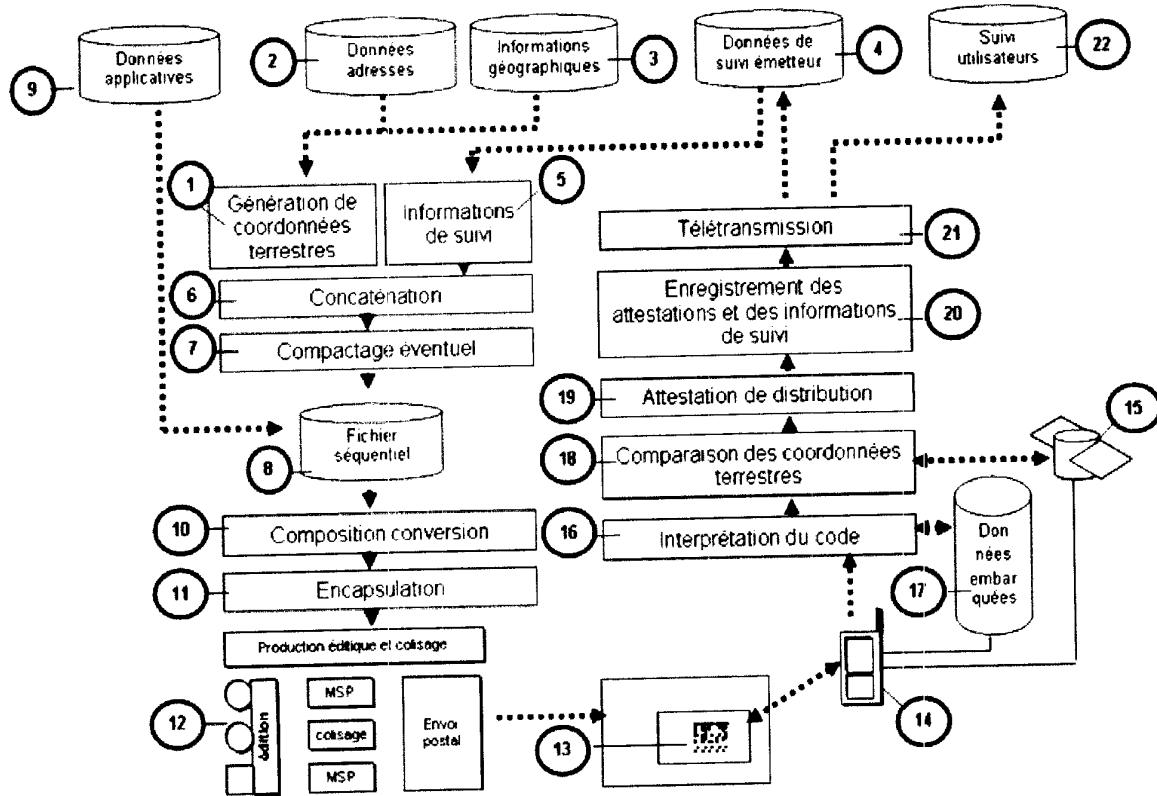 Données
applicatives
9
2
Données
adresses
Informations
géographiques
3
Données de
suivi émetteur
4
Suivi
utilisateurs
22
1
Génération de
coordonnées
terrestres
5
Informations
de suivi
6
Concaténation
7
Compactage éventuel
Fichier
séquentiel
8
10
Composition conversion
11
Encapsulation
Production éditique et colisage
12
édition
MSP
colisage
MSP
Envoi
postal
13
14
Télétransmission
21
Enregistrement des
attestations et des informations
de suivi
20
19
Attestation de distribution
15
18
Comparaison des coordonnées
terrestres
16
Interprétation du code
Don
nées
embar
quées
17